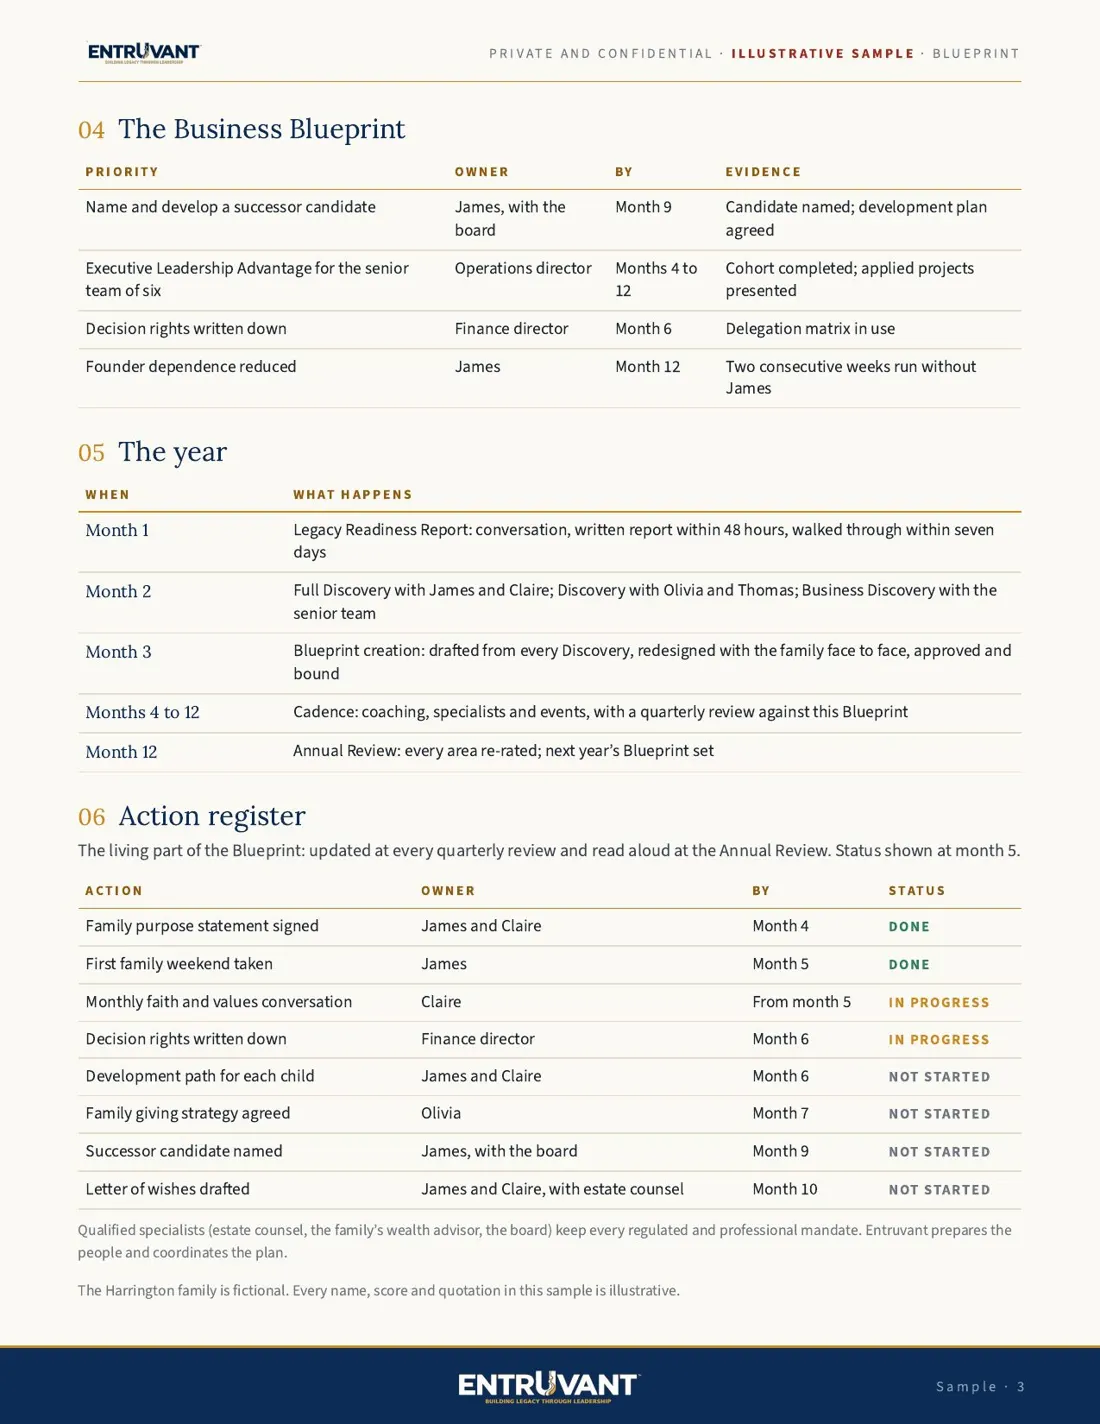 ENTRUVANT
BUILDING LEGACY THROUGH LEADERSHIP
PRIVATE AND CONFIDENTIAL · ILLUSTRATIVE SAMPLE · BLUEPRINT
04 The Business Blueprint
PRIORITY OWNER BY EVIDENCE
Name and develop a successor candidate James, with the board Month 9 Candidate named; development plan agreed
Executive Leadership Advantage for the senior team of six Operations director Months 4 to 12 Cohort completed; applied projects presented
Decision rights written down Finance director Month 6 Delegation matrix in use
Founder dependence reduced James Month 12 Two consecutive weeks run without James
05 The year
WHEN WHAT HAPPENS
Month 1 Legacy Readiness Report: conversation, written report within 48 hours, walked through within seven
days
Month 2 Full Discovery with James and Claire; Discovery with Olivia and Thomas; Business Discovery with the
senior team
Month 3 Blueprint creation: drafted from every Discovery, redesigned with the family face to face, approved and
bound
Months 4 to 12 Cadence: coaching, specialists and events, with a quarterly review against this Blueprint
Month 12 Annual Review: every area re-rated; next year’s Blueprint set
06 Action register
The living part of the Blueprint: updated at every quarterly review and read aloud at the Annual Review. Status shown at month 5.
ACTION OWNER BY STATUS
Family purpose statement signed James and Claire Month 4 DONE
First family weekend taken James Month 5 DONE
Monthly faith and values conversation Claire From month 5 IN PROGRESS
Decision rights written down Finance director Month 6 IN PROGRESS
Development path for each child James and Claire Month 6 NOT STARTED
Family giving strategy agreed Olivia Month 7 NOT STARTED
Successor candidate named James, with the board Month 9 NOT STARTED
Letter of wishes drafted James and Claire, with estate counsel Month 10 NOT STARTED
Qualified specialists (estate counsel, the family’s wealth advisor, the board) keep every regulated and professional mandate. Entruvant prepares the
people and coordinates the plan.
The Harrington family is fictional. Every name, score and quotation in this sample is illustrative.
ENTRUVANT
BUILDING LEGACY THROUGH LEADERSHIP
Sample · 3